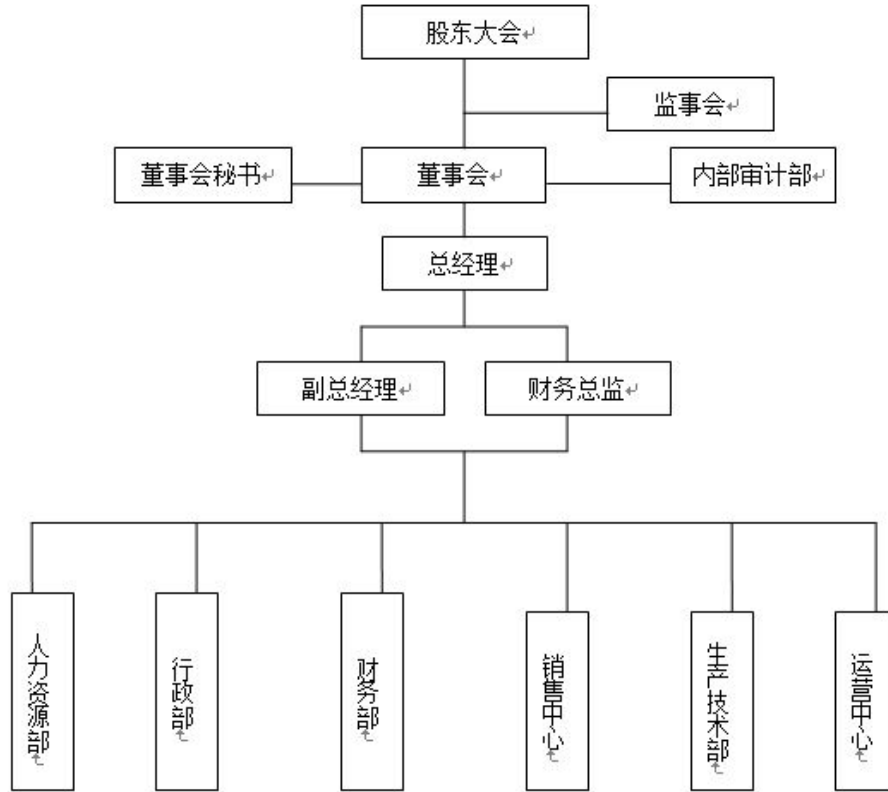 股东大会
监事会
董事会秘书
董事会
内部审计部
总经理
副总经理
财务总监
人力资源部
行政部
财务部
销售中心
生产技术部
运营中心